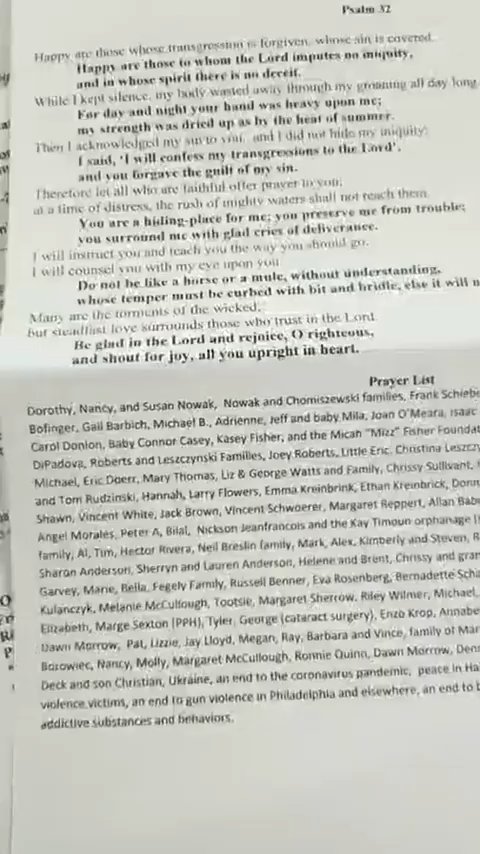 Psalm 32
Happy are those whose transgression is forgiven, whose sin is covered.
Happy are those to whom the Lord imputes no iniquity,
and in whose spirit there is no deceit.
While I kept silence, my body wasted away through my groaning all day long.
For day and night your hand was heavy upon me;
my strength was dried up as by the heat of summer.
Then I acknowledged my sin to you, and I did not hide my iniquity;
I said, 'I will confess my transgressions to the Lord',
and you forgave the guilt of my sin.
Therefore let all who are faithful offer prayer to you;
at a time of distress, the rush of mighty waters shall not reach them.
You are a hiding-place for me; you preserve me from trouble;
you surround me with glad cries of deliverance.
I will instruct you and teach you the way you should go;
I will counsel you with my eye upon you.
Do not be like a horse or a mule, without understanding,
whose temper must be curbed with bit and bridle, else it will
Many are the torments of the wicked,
but steadfast love surrounds those who trust in the Lord.
Be glad in the Lord and rejoice, O righteous,
and shout for joy, all you upright in heart.
Prayer List
Dorothy, Nancy, and Susan Nowak, Nowak and Chomiszewski families, Frank
Bofinger, Gail Barbich, Michael B., Adrienne, Jeff and baby Mila, Joan O'Meara, Isaac
Carol Donlon, Baby Connor Casey, Kasey Fisher, and the Mican "Mizz" Fisher
DiPadova, Roberts and Leszczynski Families, Joey Roberts, Little Eric, Christina
Michael, Eric Doerr, Mary Thomas, Liz & George Watts and Family, Chrissy Sullivant,
and Tom Rudzinski, Hannah, Larry Flowers, Emma Kreinbrink, Ethan Kreinbrick,
Shawn, Vincent White, Jack Brown, Vincent Schwoerer, Margaret Reppert, Allan
Angel Morales, Peter A, Bilal, Nickson Jeanfrancois and the Kay Timoun orphanage
family, Al, Tim, Hector Rivera, Neil Breslin family, Mark, Alex, Kimberly and Steven,
Sharon Anderson, Sherryn and Lauren Anderson, Helene and Brent, Chrissy and
Garvey, Marie, Bella, Fegely Family, Russell Benner, Eva Rosenberg, Bernadette
Kulanczyk, Melanie McCullough, Tootsie, Margaret Sherrow, Riley Wilmer, Michael,
Elizabeth, Marge Sexton (PPH), Tyler, George (cataract surgery), Enzo Krop,
Dawn Morrow, Pat, Lizzie, Jay Lloyd, Megan, Ray, Barbara and Vince, family of
Borowiec, Nancy, Molly, Margaret McCullough, Ronnie Quinn, Dawn Morrow,
Deck and son Christian, Ukraine, an end to the coronavirus pandemic, peace in
violence victims, an end to gun violence in Philadelphia and elsewhere, an end to
addictive substances and behaviors.